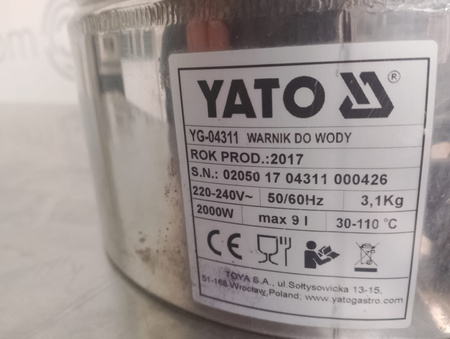 YATO ®
YG-04311 WARNIK DO WODY
ROK PROD.:2017
S.N.: 02050 17 04311 000426
220-240V~ 50/60Hz 3,1Kg
2000W max 9 l 30-110 °C
CE
TOYA S.A., ul.Sołtysowicka 13-15,
51-168 Wrocław,Poland; www.yatogastro.com